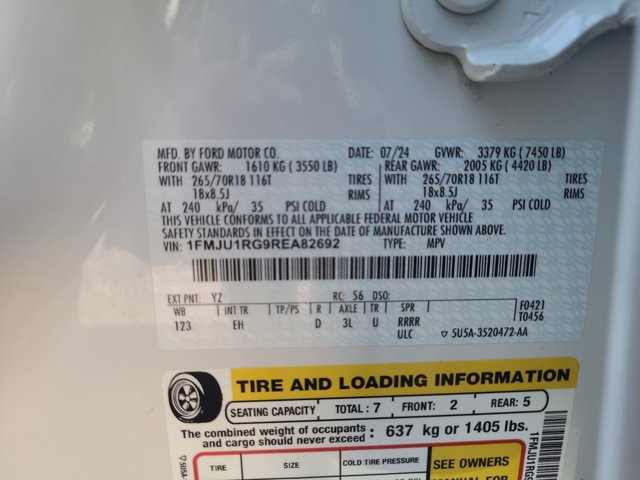 MFD. BY FORD MOTOR CO. DATE: 07/24 GVWR: 3379 KG ( 7450 LB)
FRONT GAWR: 1610 KG ( 3550 LB) REAR GAWR: 2005 KG ( 4420 LB)
WITH 265/70R18 116T TIRES WITH 265/70R18 116T TIRES
18x8.5J RIMS 18x8.5J RIMS
AT 240 kPa/ 35 PSI COLD AT 240 kPa/ 35 PSI COLD
THIS VEHICLE CONFORMS TO ALL APPLICABLE FEDERAL MOTOR VEHICLE
SAFETY STANDARDS IN EFFECT ON THE DATE OF MANUFACTURE SHOWN ABOVE.
VIN: 1FMJU1RG9REA82692 TYPE: MPV
EXT PNT: YZ RC: 56 DSO:
WB INT TR TP/PS R AXLE TR SPR F0421
123 EH D 3L U RRRR T0456
ULC ▽ 5U5A-3520472-AA
TIRE AND LOADING INFORMATION
SEATING CAPACITY TOTAL: 7 FRONT: 2 REAR: 5
The combined weight of occupants and cargo should never exceed: 637 kg or 1405 lbs.
TIRE SIZE COLD TIRE PRESSURE SEE OWNERS
MANUAL FOR
1FMJU1RG9